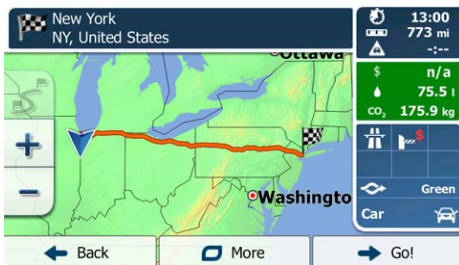 New York
NY, United States
13:00
773 mi
-:--
$ n/a
75.5 l
CO₂ 175.9 kg
$
Green
Car
Ottawa
Washingto
Back
More
Go!